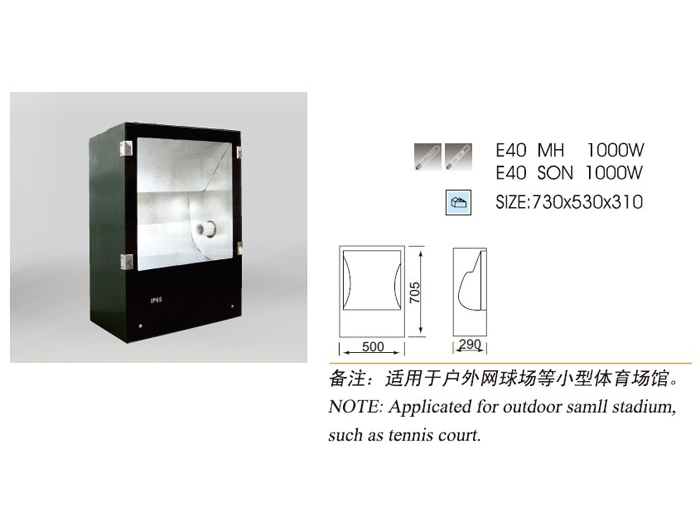 E40 MH 1000W
E40 SON 1000W
SIZE:730x530x310
IP65
705
500
290
备注：适用于户外网球场等小型体育场馆。
NOTE: Applicated for outdoor samll stadium,
such as tennis court.